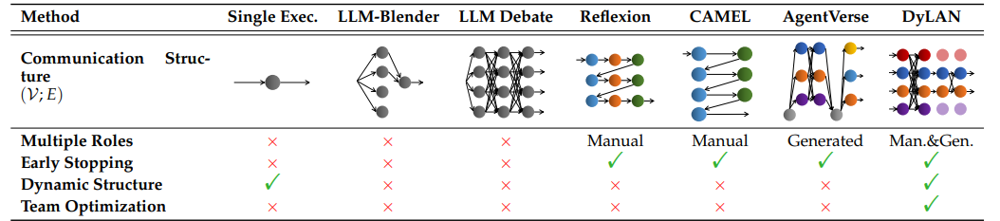 Method Single Exec. LLM-Blender LLM Debate Reflexion CAMEL AgentVerse DyLAN
Communication Struc-
ture
(𝒱; E)
Multiple Roles × × × Manual Manual Generated Man.&Gen.
Early Stopping × × × ✓ ✓ ✓ ✓
Dynamic Structure ✓ × × × × × ✓
Team Optimization × × × × × × ✓